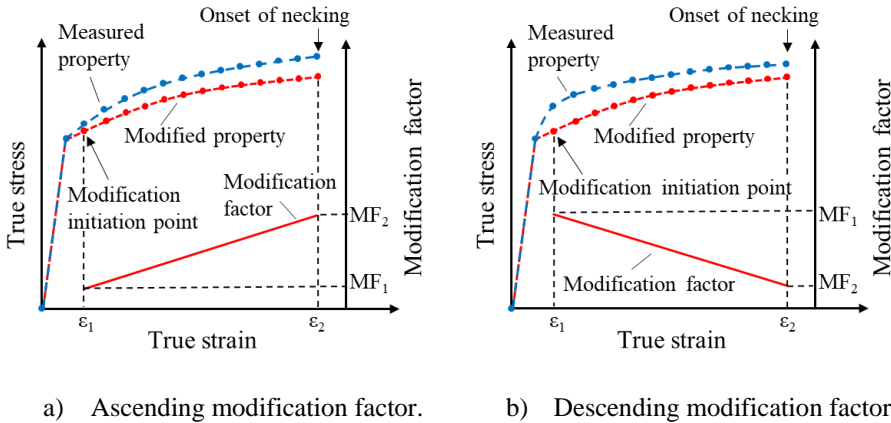 Onset of necking
Measured
property
Modified property
Modification
initiation point
Modification
factor
MF2
MF1
ε1
ε2
True strain
True stress
Modification factor
a) Ascending modification factor.
Onset of necking
Measured
property
Modified property
Modification initiation point
MF1
Modification factor
MF2
ε1
ε2
True strain
True stress
Modification factor
b) Descending modification factor